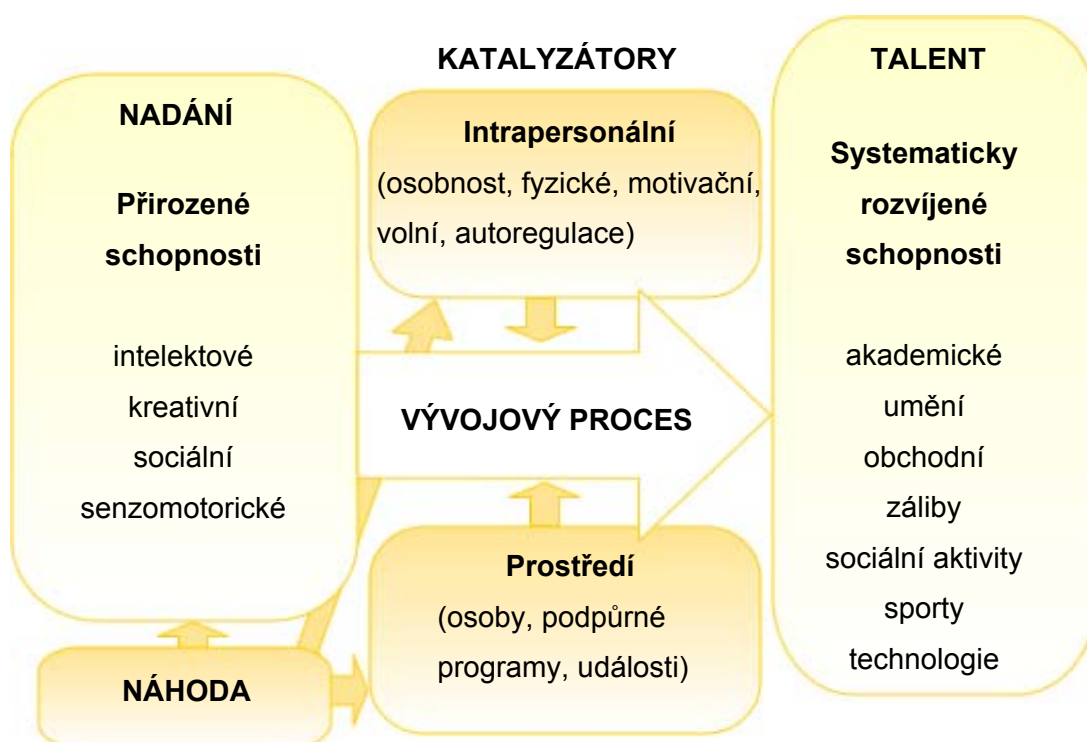 NADÁNÍ
Přirozené
schopnosti
intelektové
kreativní
sociální
senzomotorické
NÁHODA
KATALYZÁTORY
Intrapersonální
(osobnost, fyzické, motivační,
volní, autoregulace)
VÝVOJOVÝ PROCES
Prostředí
(osoby, podpůrné
programy, události)
TALENT
Systematicky
rozvíjené
schopnosti
akademické
umění
obchodní
záliby
sociální aktivity
sporty
technologie